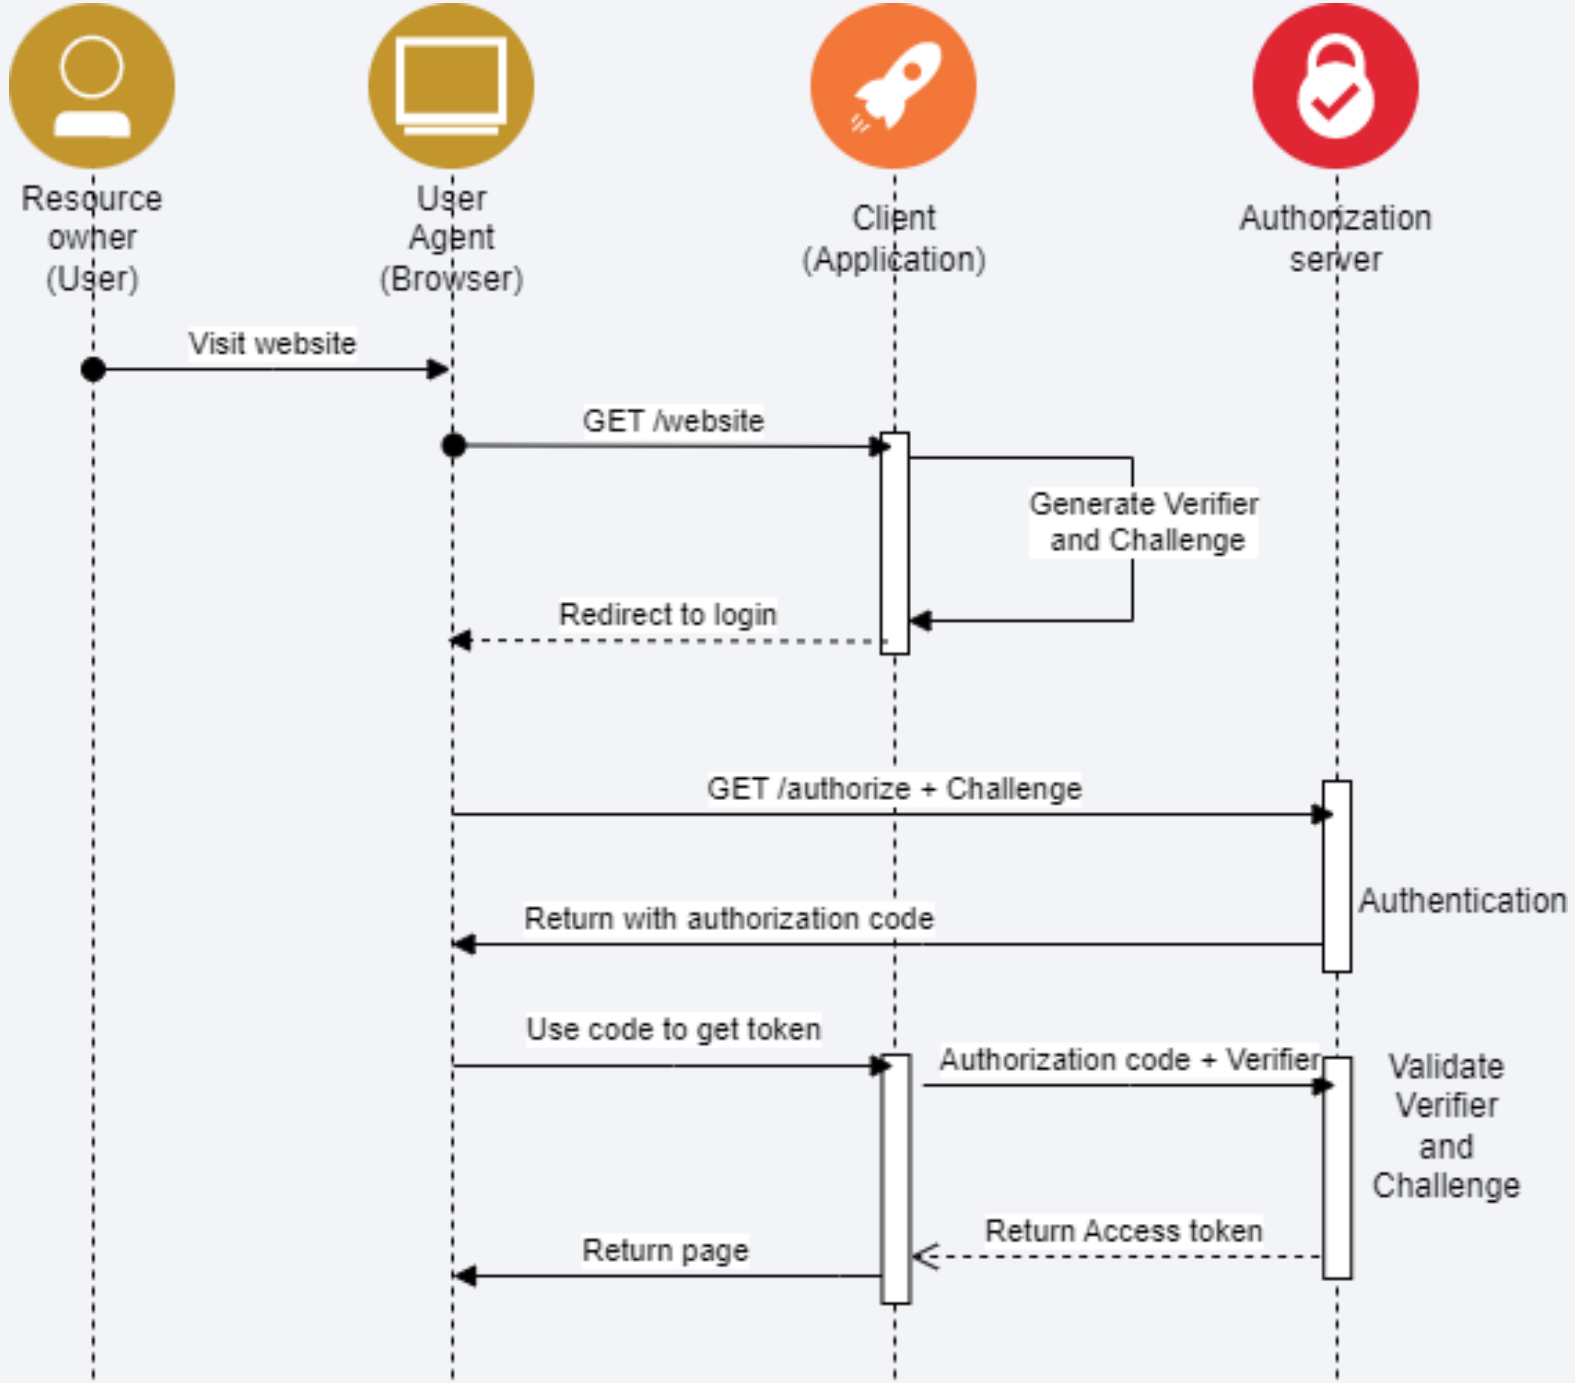 Resource
owner
(User)
User
Agent
(Browser)
Client
(Application)
Authorization
server
Visit website
GET /website
Generate Verifier
and Challenge
Redirect to login
GET /authorize + Challenge
Authentication
Return with authorization code
Use code to get token
Authorization code + Verifier
Validate
Verifier
and
Challenge
Return Access token
Return page